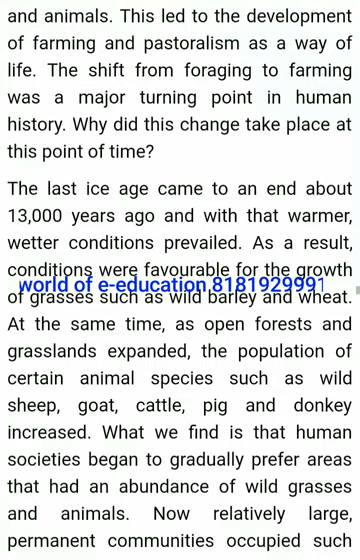 and animals. This led to the development
of farming and pastoralism as a way of
life. The shift from foraging to farming
was a major turning point in human
history. Why did this change take place at
this point of time?
The last ice age came to an end about
13,000 years ago and with that warmer,
wetter conditions prevailed. As a result,
conditions were favourable for the growth
world of e-education 8181929991
of grasses such as wild barley and wheat.
At the same time, as open forests and
grasslands expanded, the population of
certain animal species such as wild
sheep, goat, cattle, pig and donkey
increased. What we find is that human
societies began to gradually prefer areas
that had an abundance of wild grasses
and animals. Now relatively large,
permanent communities occupied such